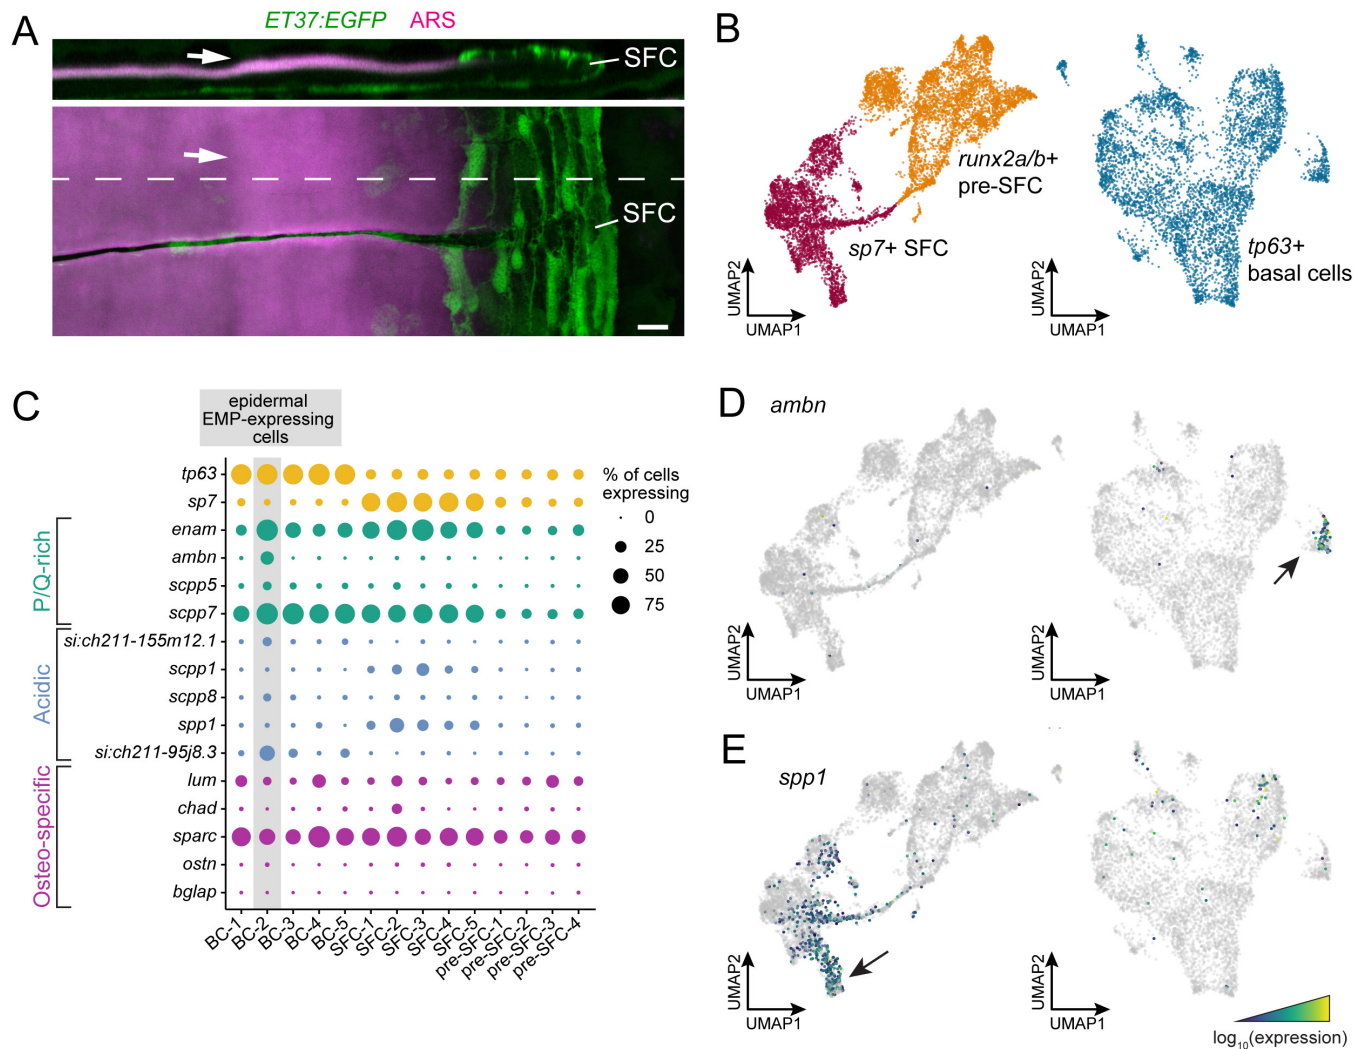 A
ET37:EGFP ARS
SFC
SFC
B
runx2a/b+
pre-SFC
sp7+ SFC
tp63+
basal cells
UMAP2
UMAP1
UMAP2
UMAP1
C
epidermal
EMP-expressing
cells
tp63
sp7
enam
ambn
scpp5
scpp7
si:ch211-155m12.1
scpp1
scpp8
spp1
si:ch211-95j8.3
lum
chad
sparc
ostn
bglap
P/Q-rich
Acidic
Osteo-specific
BC-1
BC-2
BC-3
BC-4
BC-5
SFC-1
SFC-2
SFC-3
SFC-4
SFC-5
pre-SFC-1
pre-SFC-2
pre-SFC-3
pre-SFC-4
% of cells
expressing
0
25
50
75
D
ambn
UMAP2
UMAP1
UMAP2
UMAP1
E
spp1
UMAP2
UMAP1
UMAP2
UMAP1
log10(expression)